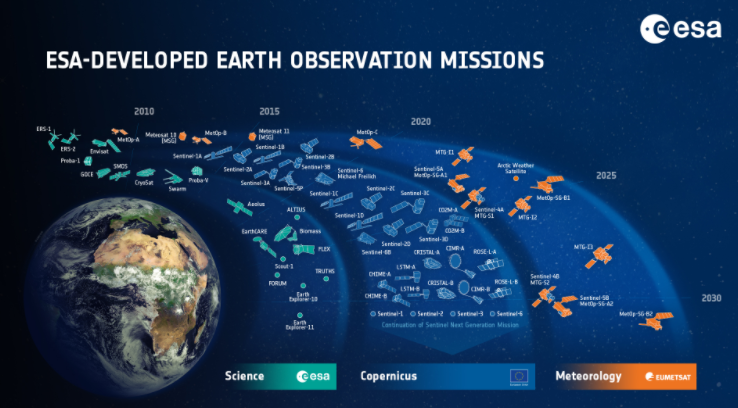 esa
ESA-DEVELOPED EARTH OBSERVATION MISSIONS
2010
2015
2020
2025
2030
ERS-1
ERS-2
Envisat
MetOp-A
Meteosat 10
[MSG]
MetOp-B
Meteosat 11
[MSG]
MetOp-C
Proba-1
GOCE
SMOS
CryoSat
Swarm
Proba-V
Sentinel-1A
Sentinel-1B
Sentinel-2A
Sentinel-2B
Sentinel-3A
Sentinel-3B
Sentinel-5P
Sentinel-6
Michael Freilich
MTG-I1
Sentinel-5A
MetOp-SG-A1
Arctic Weather
Satellite
MetOp-SG-B1
Sentinel-4A
MTG-S1
MTG-I2
Aeolus
ALTIUS
EarthCARE
Biomass
FLEX
Scout-1
FORUM
TRUTHS
Earth
Explorer-10
Earth
Explorer-11
Sentinel-1C
Sentinel-2C
Sentinel-3C
Sentinel-1D
CO2M-A
CO2M-B
Sentinel-2D
Sentinel-3D
Sentinel-6B
CRISTAL-A
CIMR-A
ROSE-L-A
CHIME-A
LSTM-A
CHIME-B
LSTM-B
CRISTAL-B
CIMR-B
ROSE-L-B
Sentinel-1
Sentinel-2
Sentinel-3
Sentinel-6
Continuation of Sentinel Next Generation Mission
MTG-I3
Sentinel-4B
MTG-S2
Sentinel-5B
MetOp-SG-A2
MetOp-SG-B2
Science
esa
Copernicus
Meteorology
EUMETSAT